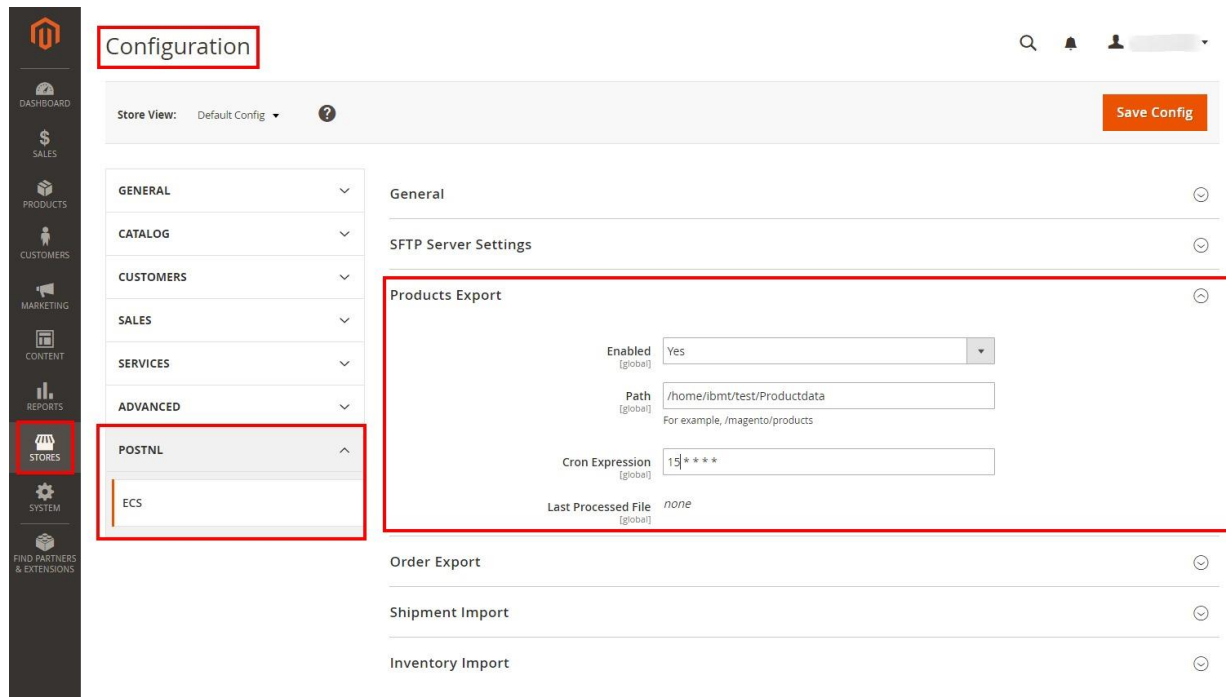 Configuration
Store View: Default Config
Save Config
DASHBOARD
SALES
PRODUCTS
CUSTOMERS
MARKETING
CONTENT
REPORTS
STORES
SYSTEM
FIND PARTNERS
& EXTENSIONS
GENERAL
CATALOG
CUSTOMERS
SALES
SERVICES
ADVANCED
POSTNL
ECS
General
SFTP Server Settings
Products Export
Enabled Yes
[global]
Path /home/ibmt/test/Productdata
[global]
For example, /magento/products
Cron Expression 15 * * * *
[global]
Last Processed File none
[global]
Order Export
Shipment Import
Inventory Import